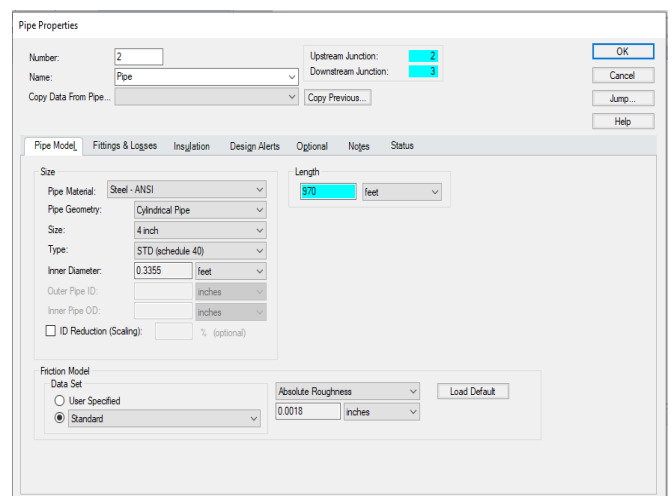 Pipe Properties
Number: 2
Name: Pipe
Copy Data From Pipe... Copy Previous...
Upstream Junction: 2
Downstream Junction: 3
OK
Cancel
Jump...
Help
Pipe Model Fittings & Losses Insulation Design Alerts Optional Notes Status
Size
Pipe Material: Steel - ANSI
Pipe Geometry: Cylindrical Pipe
Size: 4 inch
Type: STD (schedule 40)
Inner Diameter: 0.3355 feet
Outer Pipe ID: inches
Inner Pipe OD: inches
ID Reduction (Scaling): % (optional)
Length
970 feet
Friction Model
Data Set
User Specified
Standard
Absolute Roughness Load Default
0.0018 inches